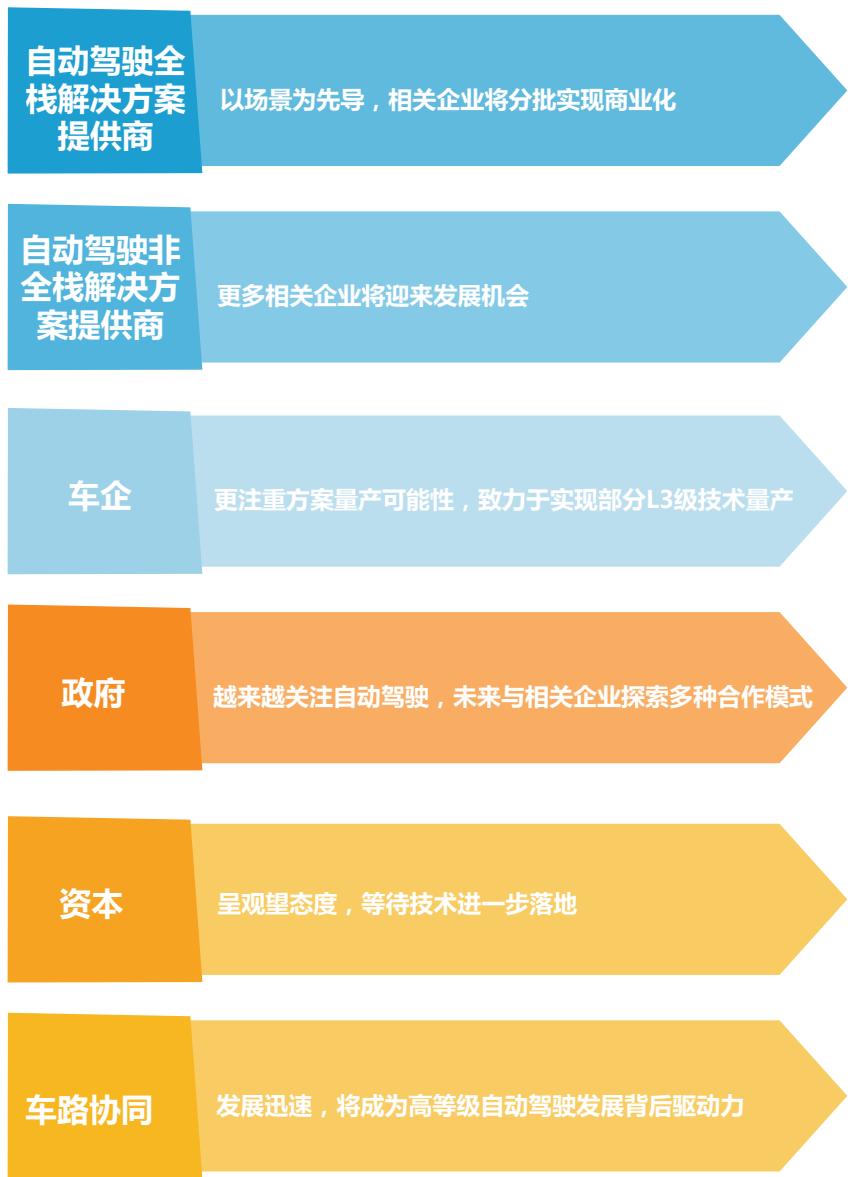 自动驾驶全
栈解决方案
提供商
以场景为先导，相关企业将分批实现商业化
自动驾驶非
全栈解决方
案提供商
更多相关企业将迎来发展机会
车企
更注重方案量产可能性，致力于实现部分L3级技术量产
政府
越来越关注自动驾驶，未来与相关企业探索多种合作模式
资本
呈观望态度，等待技术进一步落地
车路协同
发展迅速，将成为高等级自动驾驶发展背后驱动力